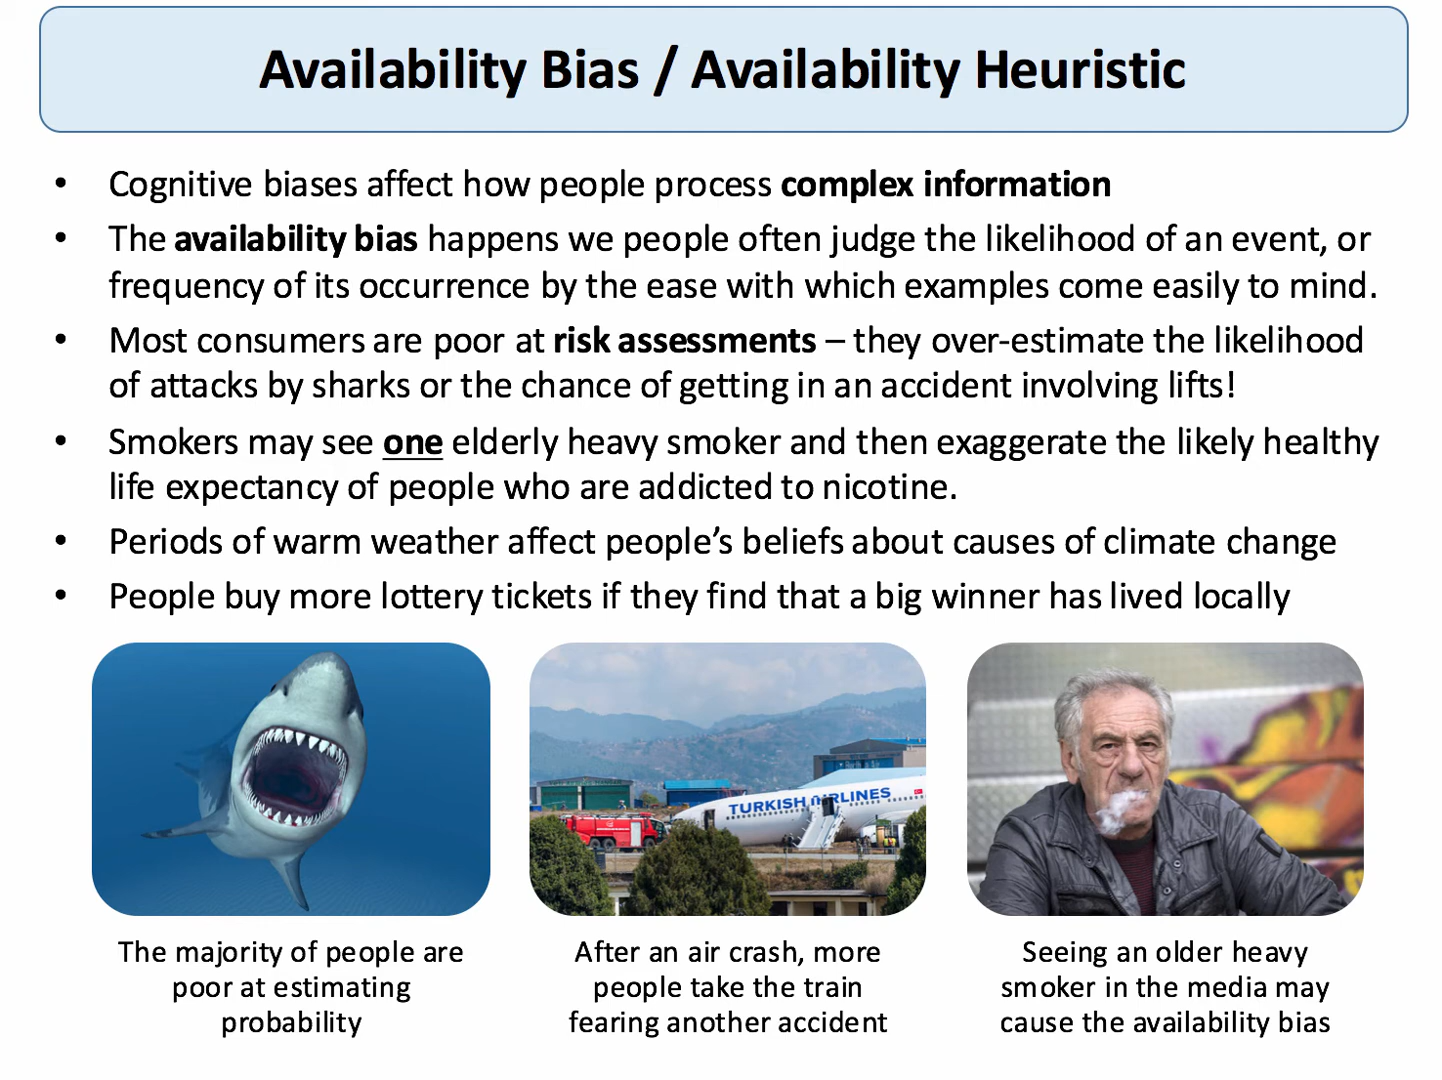 Availability Bias / Availability Heuristic
• Cognitive biases affect how people process complex information
• The availability bias happens we people often judge the likelihood of an event, or
frequency of its occurrence by the ease with which examples come easily to mind.
• Most consumers are poor at risk assessments – they over-estimate the likelihood
of attacks by sharks or the chance of getting in an accident involving lifts!
• Smokers may see one elderly heavy smoker and then exaggerate the likely healthy
life expectancy of people who are addicted to nicotine.
• Periods of warm weather affect people’s beliefs about causes of climate change
• People buy more lottery tickets if they find that a big winner has lived locally
TURKISH AIRLINES
The majority of people are
poor at estimating
probability
After an air crash, more
people take the train
fearing another accident
Seeing an older heavy
smoker in the media may
cause the availability bias